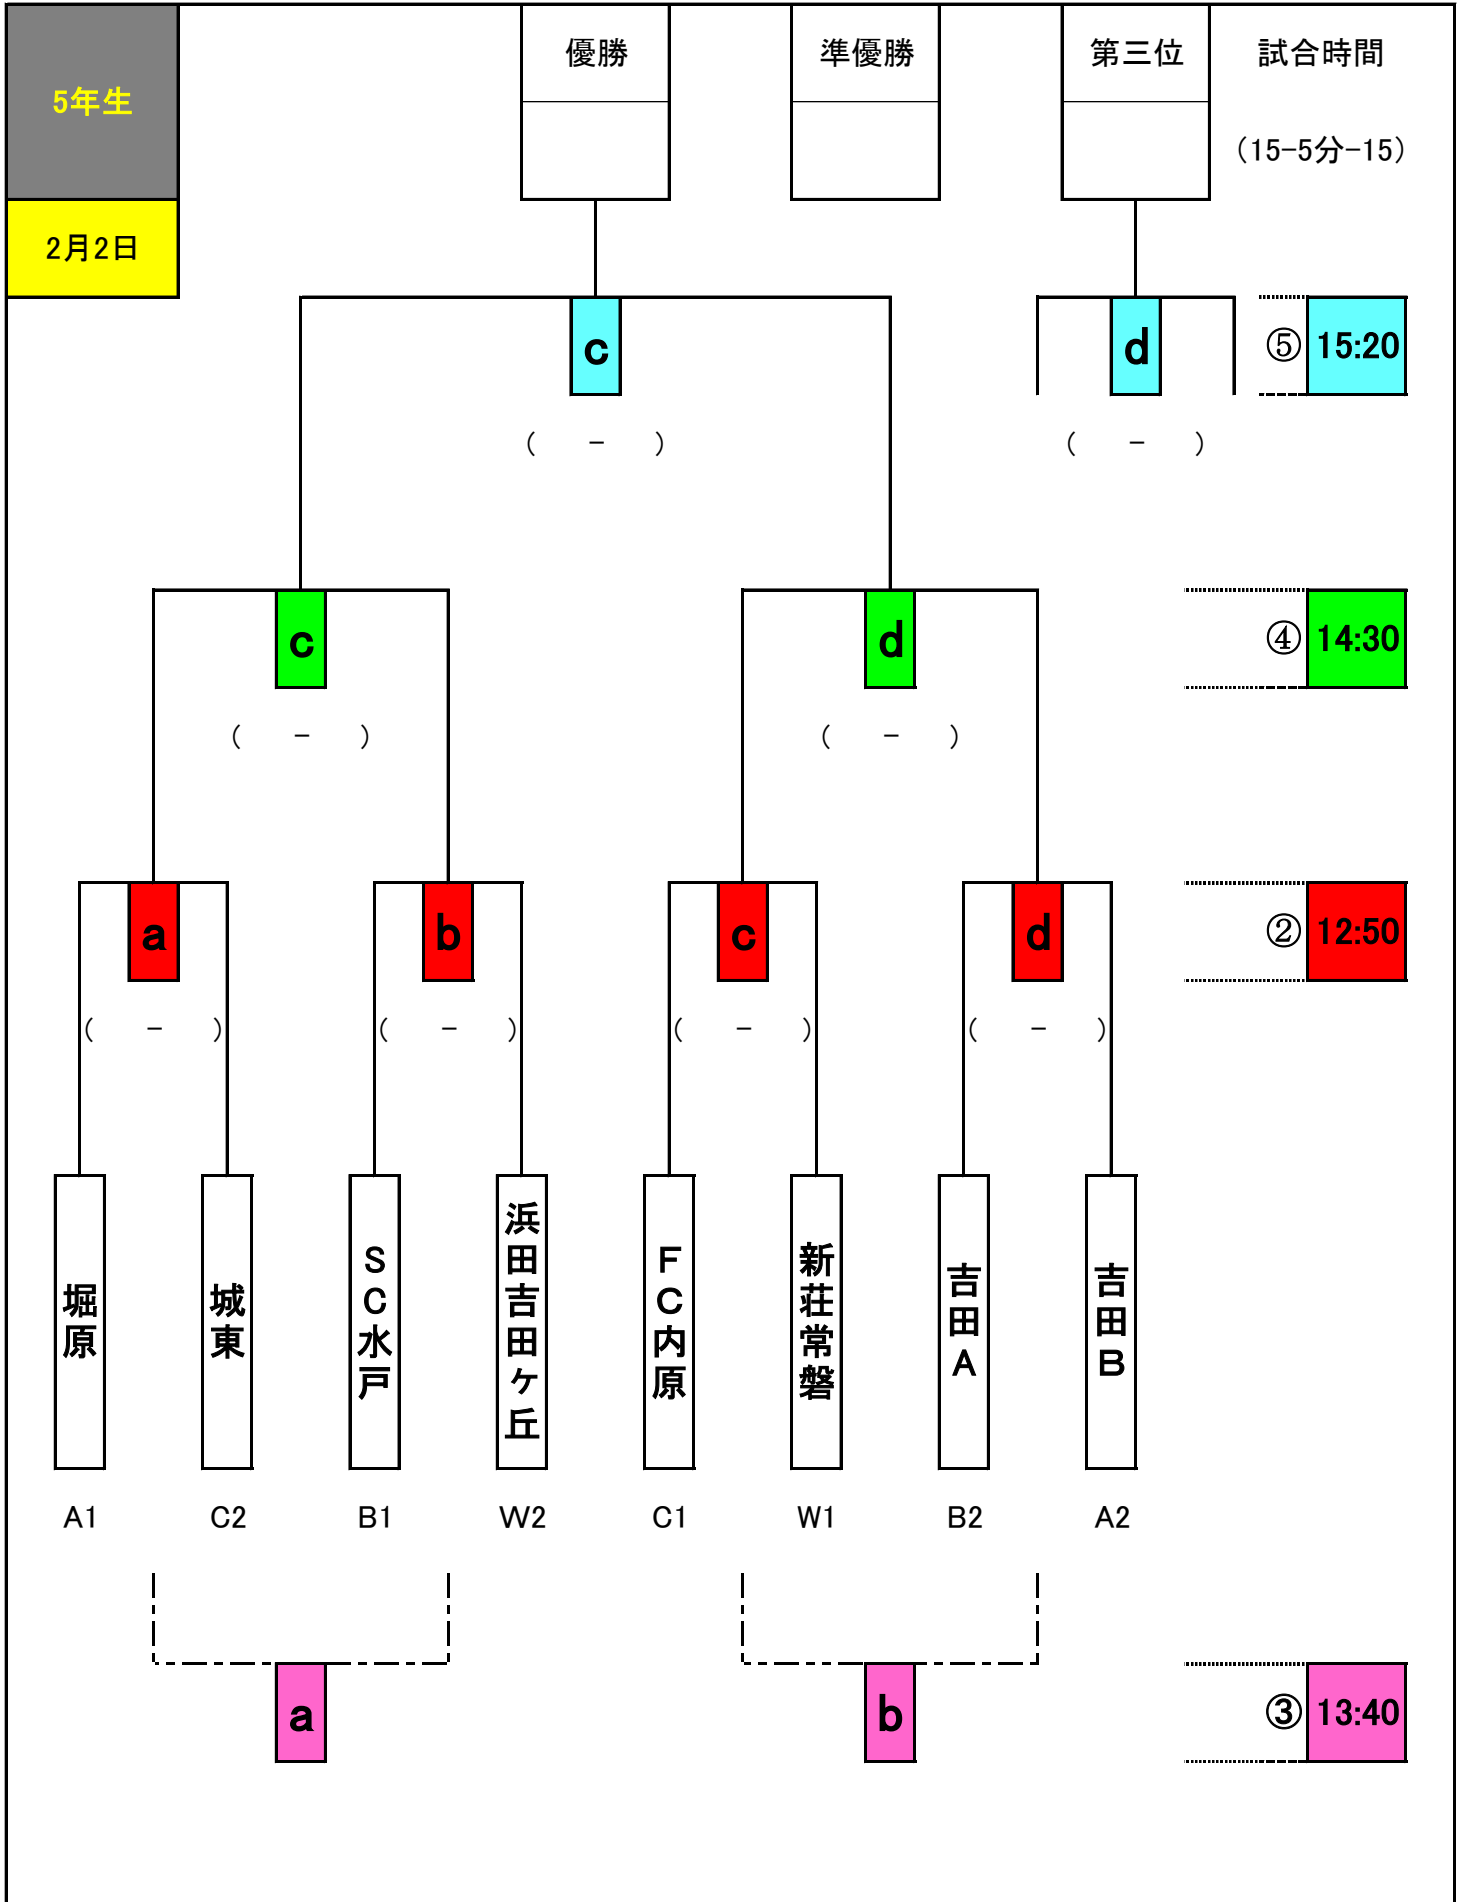 5年生
優勝
準優勝
第三位
試合時間
(15-5分-15)
2月2日
c
d
⑤ 15:20
( - )
( - )
c
d
④ 14:30
( - )
( - )
a
b
c
d
② 12:50
( - )
( - )
( - )
( - )
堀原
城東
SC水戸
浜田吉田ヶ丘
FC内原
新荘常磐
吉田A
吉田B
A1
C2
B1
W2
C1
W1
B2
A2
a
b
③ 13:40